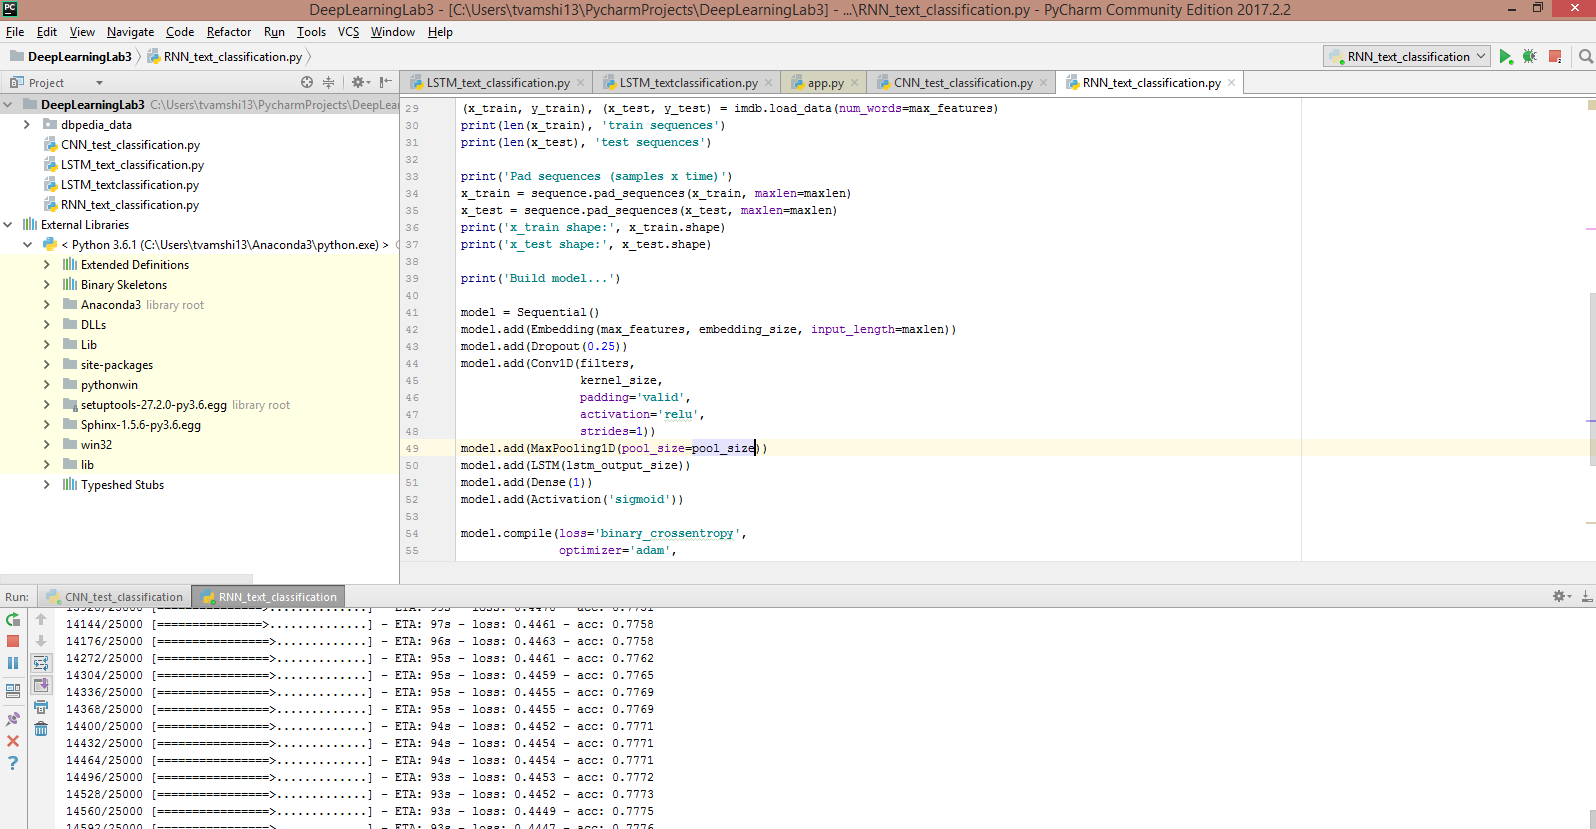 DeepLearningLab3 - [C:\Users\tvamshi13\PycharmProjects\DeepLearningLab3] - ...\RNN_text_classification.py - PyCharm Community Edition 2017.2.2
File Edit View Navigate Code Refactor Run Tools VCS Window Help
DeepLearningLab3 RNN_text_classification.py
RNN_text_classification
Project
LSTM_text_classification.py LSTM_textclassification.py app.py CNN_test_classification.py RNN_text_classification.py
DeepLearningLab3 C:\Users\tvamshi13\PycharmProjects\DeepLearni
dbpedia_data
CNN_test_classification.py
LSTM_text_classification.py
LSTM_textclassification.py
RNN_text_classification.py
External Libraries
< Python 3.6.1 (C:\Users\tvamshi13\Anaconda3\python.exe) >
Extended Definitions
Binary Skeletons
Anaconda3 library root
DLLs
Lib
site-packages
pythonwin
setuptools-27.2.0-py3.6.egg library root
Sphinx-1.5.6-py3.6.egg
win32
lib
Typeshed Stubs
29 (x_train, y_train), (x_test, y_test) = imdb.load_data(num_words=max_features)
30 print(len(x_train), 'train sequences')
31 print(len(x_test), 'test sequences')
32
33 print('Pad sequences (samples x time)')
34 x_train = sequence.pad_sequences(x_train, maxlen=maxlen)
35 x_test = sequence.pad_sequences(x_test, maxlen=maxlen)
36 print('x_train shape:', x_train.shape)
37 print('x_test shape:', x_test.shape)
38
39 print('Build model...')
40
41 model = Sequential()
42 model.add(Embedding(max_features, embedding_size, input_length=maxlen))
43 model.add(Dropout(0.25))
44 model.add(Conv1D(filters,
45 kernel_size,
46 padding='valid',
47 activation='relu',
48 strides=1))
49 model.add(MaxPooling1D(pool_size=pool_size))
50 model.add(LSTM(lstm_output_size))
51 model.add(Dense(1))
52 model.add(Activation('sigmoid'))
53
54 model.compile(loss='binary_crossentropy',
55 optimizer='adam',
Run: CNN_test_classification RNN_text_classification
14144/25000 [================>.............] - ETA: 97s - loss: 0.4461 - acc: 0.7758
14176/25000 [================>.............] - ETA: 96s - loss: 0.4463 - acc: 0.7758
14272/25000 [================>.............] - ETA: 95s - loss: 0.4461 - acc: 0.7762
14304/25000 [================>.............] - ETA: 95s - loss: 0.4459 - acc: 0.7765
14336/25000 [================>.............] - ETA: 95s - loss: 0.4455 - acc: 0.7769
14368/25000 [================>.............] - ETA: 95s - loss: 0.4455 - acc: 0.7769
14400/25000 [================>.............] - ETA: 94s - loss: 0.4452 - acc: 0.7771
14432/25000 [================>.............] - ETA: 94s - loss: 0.4454 - acc: 0.7771
14464/25000 [================>.............] - ETA: 94s - loss: 0.4454 - acc: 0.7771
14496/25000 [================>.............] - ETA: 93s - loss: 0.4453 - acc: 0.7772
14528/25000 [================>.............] - ETA: 93s - loss: 0.4452 - acc: 0.7773
14560/25000 [================>.............] - ETA: 93s - loss: 0.4449 - acc: 0.7775
14592/25000 [================>.............] - ETA: 93s - loss: 0.4447 - acc: 0.7776